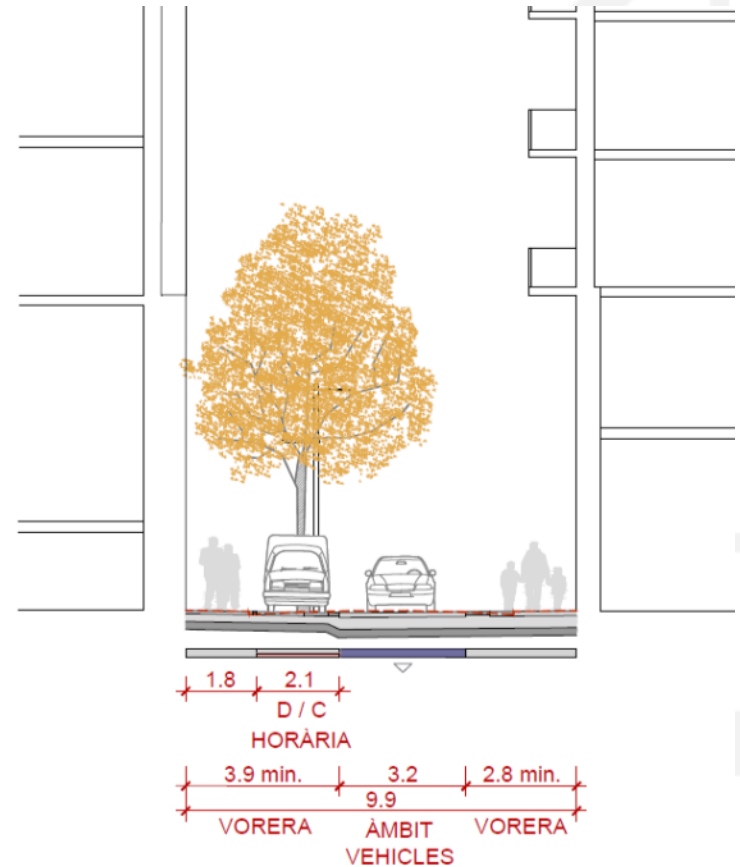 1.8 2.1
D / C
HORÀRIA
3.9 min. 3.2 2.8 min.
9.9
VORERA ÀMBIT VORERA
VEHICLES